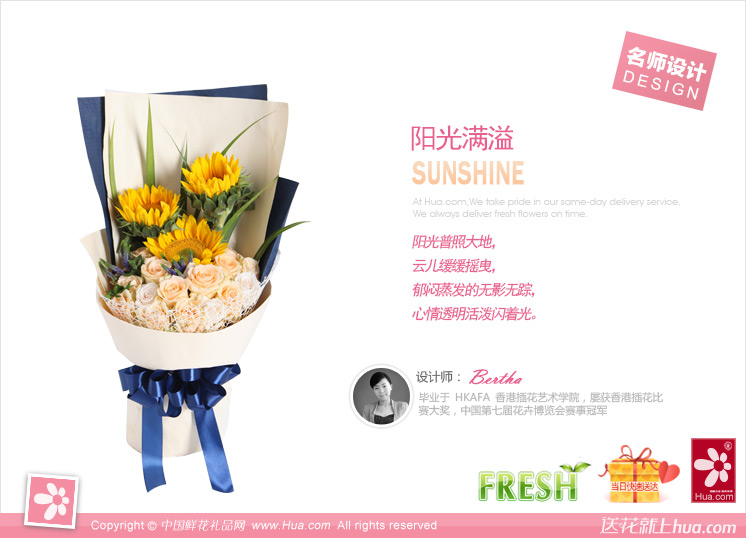 名师设计
DESIGN
阳光满溢
SUNSHINE
At Hua.com,We take pride in our same-day delivery service.
We always deliver fresh flowers on time.
阳光普照大地,
云儿缓缓摇曳,
郁闷蒸发的无影无踪,
心情透明活泼闪着光。
设计师： Bertha
毕业于 HKAFA 香港插花艺术学院，屡获香港插花比
赛大奖，中国第七届花卉博览会赛事冠军
FRESH
当日快速送达
Hua.com
Copyright © 中国鲜花礼品网 www.Hua.com All rights reserved
送花就上hua.com